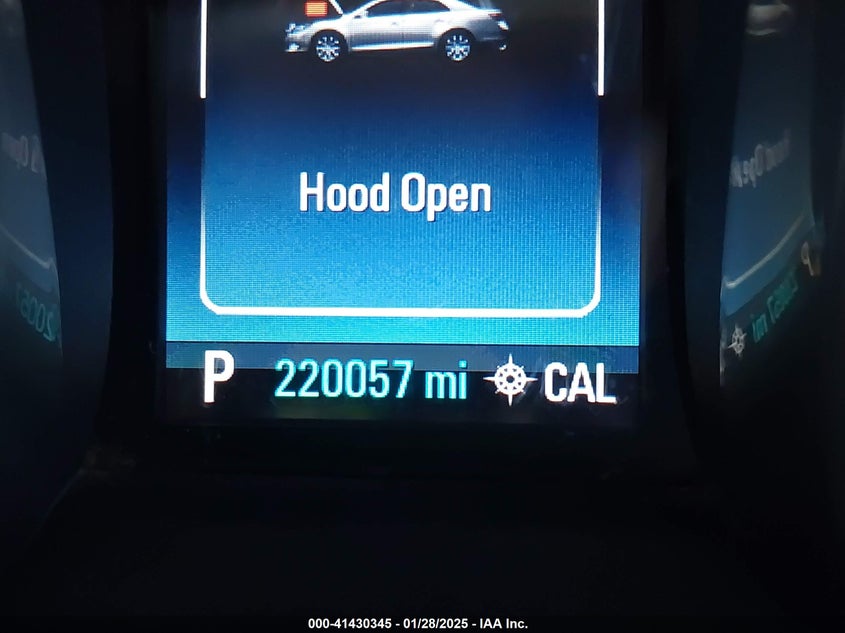 Hood Open
P 220057 mi CAL
000-41430345 - 01/28/2025 - IAA Inc.